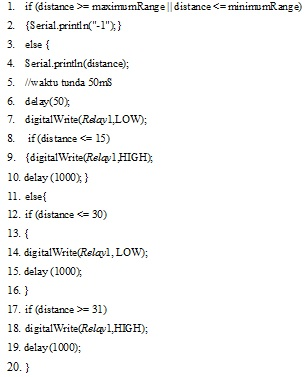 1. if (distance >= maximumRange || distance <= minimumRange)
2. {Serial.println("-1");}
3. else {
4. Serial.println(distance);
5. //waktu tunda 50mS
6. delay(50);
7. digitalWrite(Relay1,LOW);
8. if (distance <= 15)
9. {digitalWrite(Relay1,HIGH);
10. delay (1000); }
11. else{
12. if (distance <= 30)
13. {
14. digitalWrite(Relay1, LOW);
15. delay (1000);
16. }
17. if (distance >= 31)
18. digitalWrite(Relay1,HIGH);
19. delay(1000);
20. }